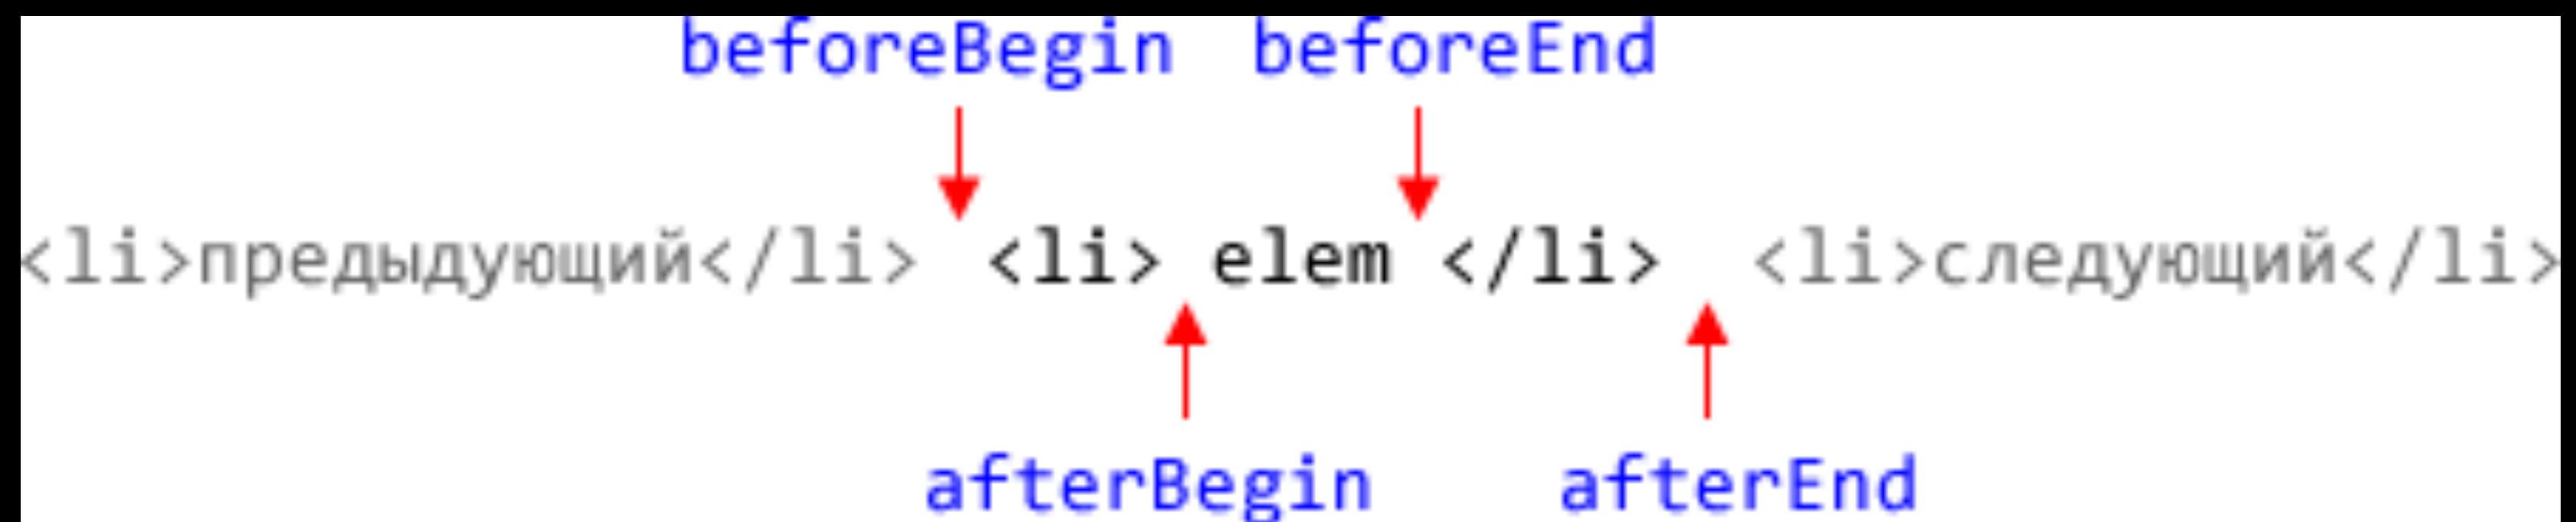 beforeBegin beforeEnd
<li>предыдущий</li> <li> elem </li> <li>следующий</li>
afterBegin afterEnd